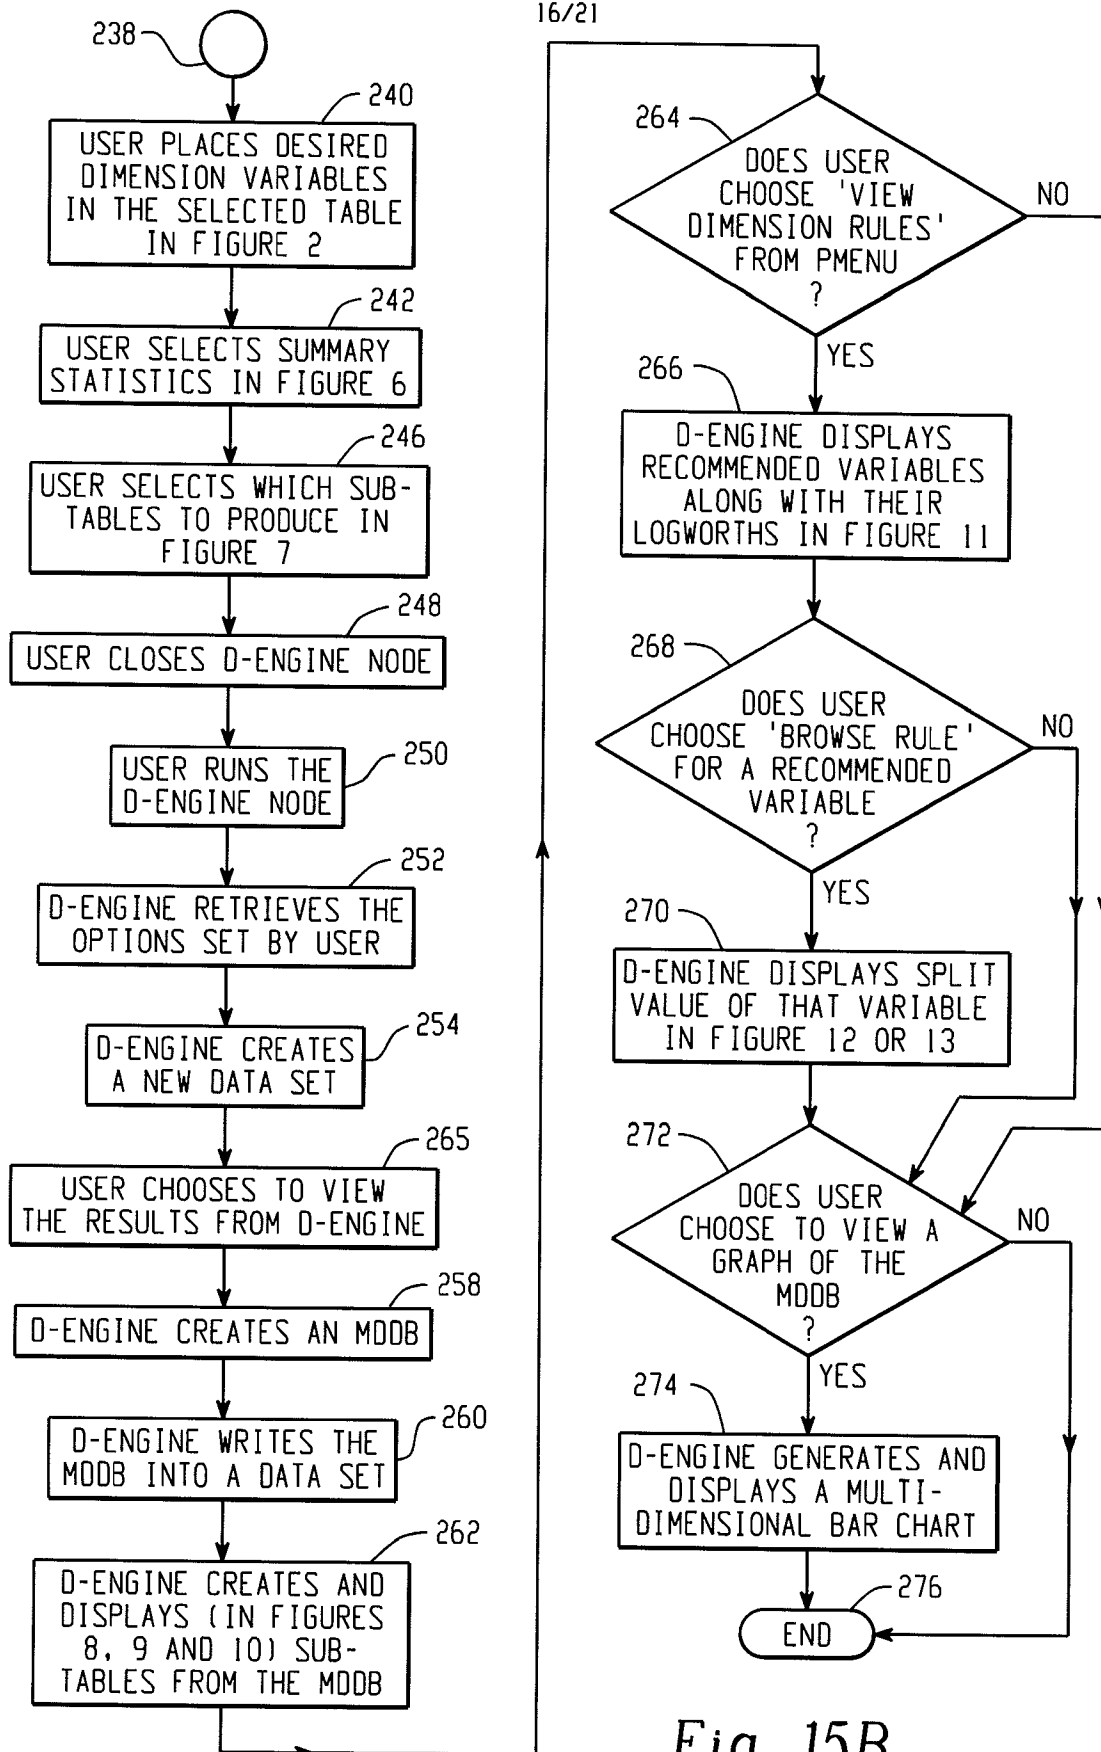 16/21
238
240
USER PLACES DESIRED
DIMENSION VARIABLES
IN THE SELECTED TABLE
IN FIGURE 2
242
USER SELECTS SUMMARY
STATISTICS IN FIGURE 6
246
USER SELECTS WHICH SUB-
TABLES TO PRODUCE IN
FIGURE 7
248
USER CLOSES D-ENGINE NODE
250
USER RUNS THE
D-ENGINE NODE
252
D-ENGINE RETRIEVES THE
OPTIONS SET BY USER
254
D-ENGINE CREATES
A NEW DATA SET
265
USER CHOOSES TO VIEW
THE RESULTS FROM D-ENGINE
258
D-ENGINE CREATES AN MDDB
260
D-ENGINE WRITES THE
MDDB INTO A DATA SET
262
D-ENGINE CREATES AND
DISPLAYS (IN FIGURES
8, 9 AND 10) SUB-
TABLES FROM THE MDDB
264
DOES USER
CHOOSE 'VIEW
DIMENSION RULES'
FROM PMENU
?
NO
YES
266
D-ENGINE DISPLAYS
RECOMMENDED VARIABLES
ALONG WITH THEIR
LOGWORTHS IN FIGURE 11
268
DOES USER
CHOOSE 'BROWSE RULE'
FOR A RECOMMENDED
VARIABLE
?
NO
YES
270
D-ENGINE DISPLAYS SPLIT
VALUE OF THAT VARIABLE
IN FIGURE 12 OR 13
272
DOES USER
CHOOSE TO VIEW A
GRAPH OF THE
MDDB
?
NO
YES
274
D-ENGINE GENERATES AND
DISPLAYS A MULTI-
DIMENSIONAL BAR CHART
276
END
Fig. 15B